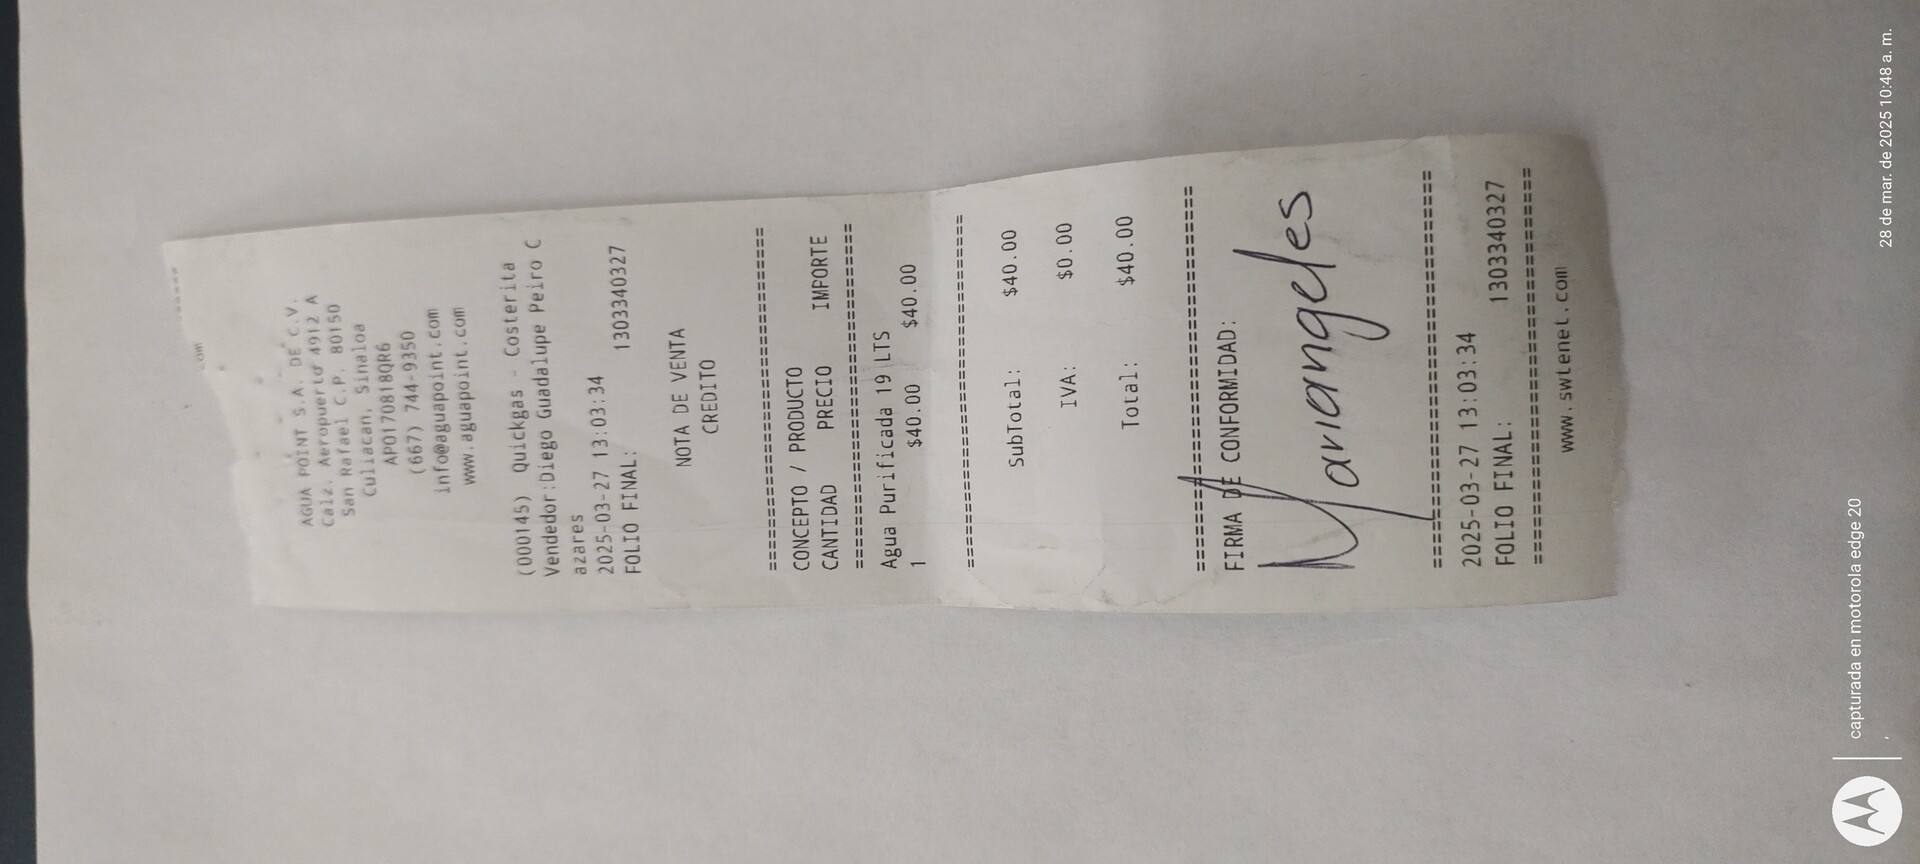 .com
AGUA POINT S.A. DE C.V.
Calz. Aeropuerto 4912 A
San Rafael C.P. 80150
Culiacan, Sinaloa
APO170818QR6
(667) 744-9350
info@aguapoint.com
www.aguapoint.com
(000145) Quickgas - Costerita
Vendedor:Diego Guadalupe Peiro C
azares
2025-03-27 13:03:34
FOLIO FINAL: 1303340327
NOTA DE VENTA
CREDITO
================================
CONCEPTO / PRODUCTO
CANTIDAD PRECIO IMPORTE
================================
Agua Purificada 19 LTS
1 $40.00 $40.00
================================
SubTotal: $40.00
IVA: $0.00
Total: $40.00
================================
FIRMA DE CONFORMIDAD:
Mariangeles
================================
2025-03-27 13:03:34
FOLIO FINAL: 1303340327
================================
www.swtenet.com
capturada en motorola edge 20
28 de mar. de 2025 10:48 a. m.